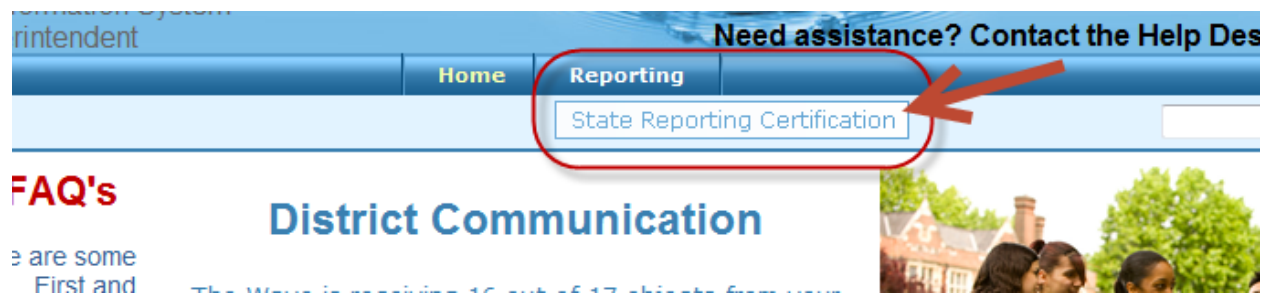 rintendent
Need assistance? Contact the Help Des
Home Reporting
State Reporting Certification
FAQ's
District Communication
e are some
First and
The Wave is receiving 16 out of 17 objects from your